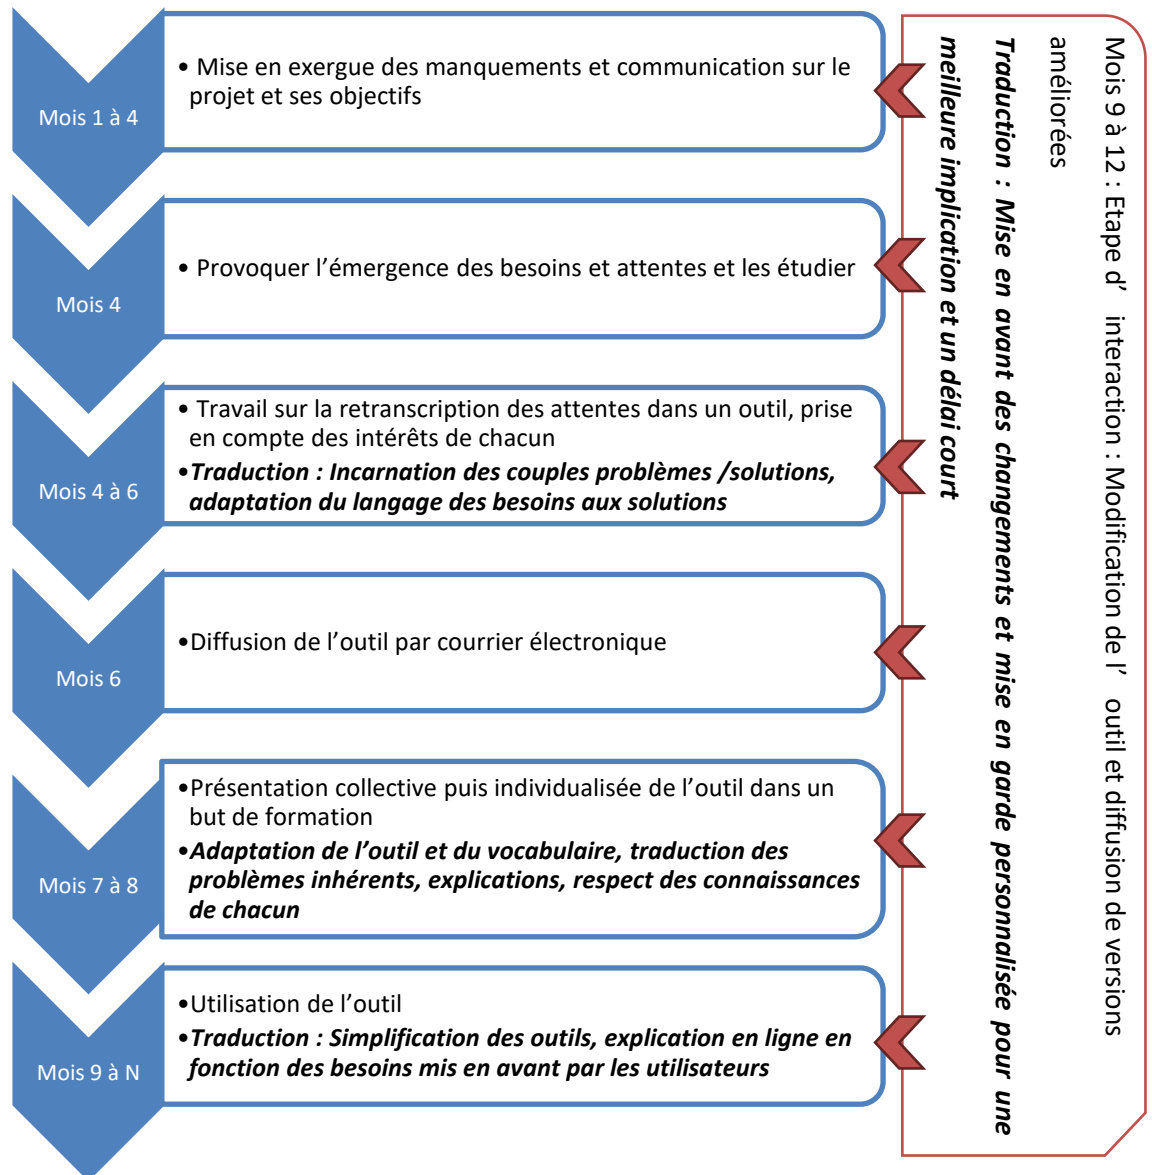 Mois 1 à 4
• Mise en exergue des manquements et communication sur le
projet et ses objectifs
Mois 4
• Provoquer l’émergence des besoins et attentes et les étudier
Mois 4 à 6
• Travail sur la retranscription des attentes dans un outil, prise
en compte des intérêts de chacun
•Traduction : Incarnation des couples problèmes /solutions,
adaptation du langage des besoins aux solutions
Mois 6
•Diffusion de l’outil par courrier électronique
Mois 7 à 8
•Présentation collective puis individualisée de l’outil dans un
but de formation
•Adaptation de l’outil et du vocabulaire, traduction des
problèmes inhérents, explications, respect des connaissances
de chacun
Mois 9 à N
•Utilisation de l’outil
•Traduction : Simplification des outils, explication en ligne en
fonction des besoins mis en avant par les utilisateurs
Mois 9 à 12 : Etape d’ interaction : Modification de l’ outil et diffusion de versions
améliorées
Traduction : Mise en avant des changements et mise en garde personnalisée pour une
meilleure implication et un délai court